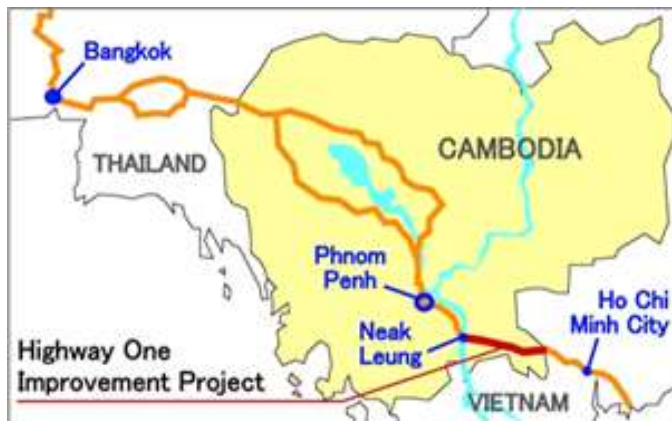 Bangkok
THAILAND
CAMBODIA
Phnom
Penh
Ho Chi
Minh City
Neak
Leung
Highway One
Improvement Project
VIETNAM